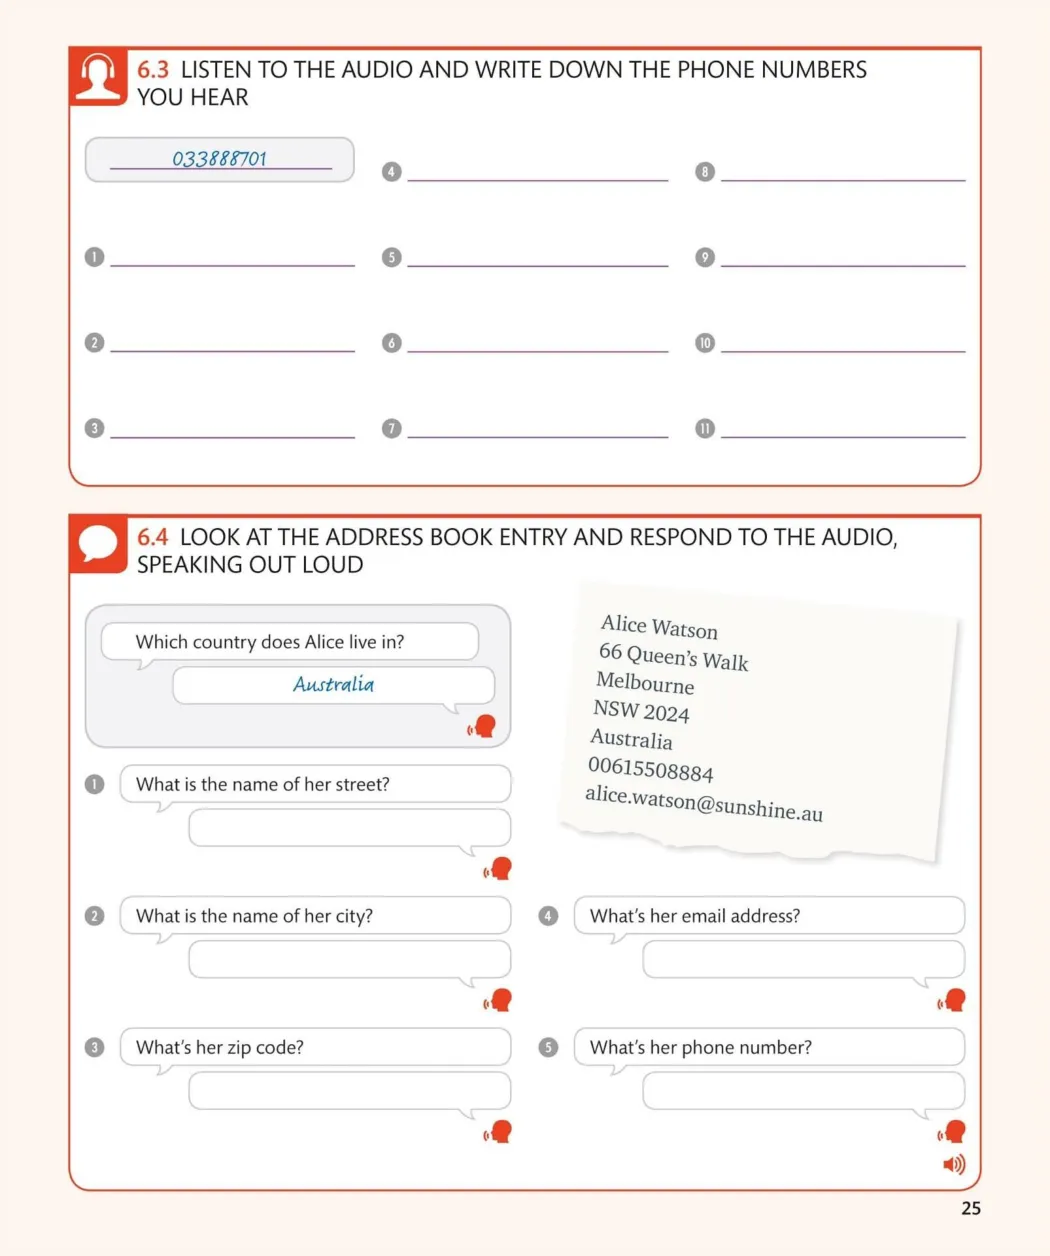 6.3 LISTEN TO THE AUDIO AND WRITE DOWN THE PHONE NUMBERS
YOU HEAR
033888701
1
2
3
4
5
6
7
8
9
10
11
6.4 LOOK AT THE ADDRESS BOOK ENTRY AND RESPOND TO THE AUDIO,
SPEAKING OUT LOUD
Which country does Alice live in?
Australia
Alice Watson
66 Queen's Walk
Melbourne
NSW 2024
Australia
00615508884
alice.watson@sunshine.au
1 What is the name of her street?
2 What is the name of her city?
3 What's her zip code?
4 What's her email address?
5 What's her phone number?
25